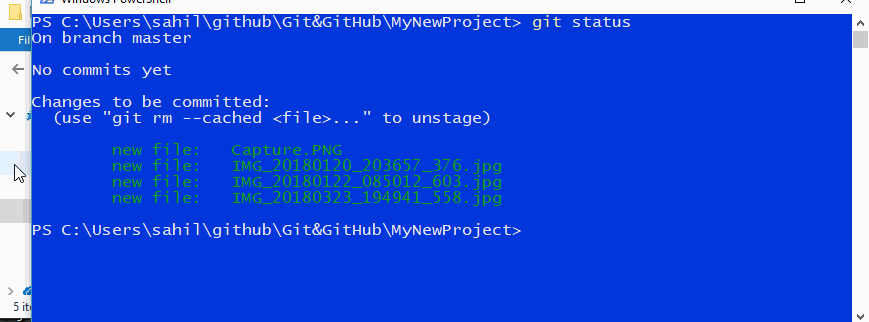 Windows PowerShell
PS C:\Users\sahil\github\Git&GitHub\MyNewProject> git status
On branch master
No commits yet
Changes to be committed:
(use "git rm --cached <file>..." to unstage)
new file: Capture.PNG
new file: IMG_20180120_203657_376.jpg
new file: IMG_20180122_085012_603.jpg
new file: IMG_20180323_194941_558.jpg
PS C:\Users\sahil\github\Git&GitHub\MyNewProject>
Fil
5 ite